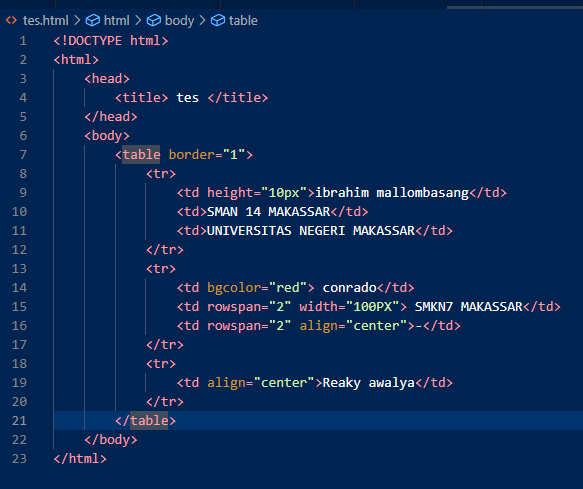 tes.html > html > body > table
1 <!DOCTYPE html>
2 <html>
3 <head>
4 <title> tes </title>
5 </head>
6 <body>
7 <table border="1">
8 <tr>
9 <td height="10px">ibrahim mallombasang</td>
10 <td>SMAN 14 MAKASSAR</td>
11 <td>UNIVERSITAS NEGERI MAKASSAR</td>
12 </tr>
13 <tr>
14 <td bgcolor="red"> conrado</td>
15 <td rowspan="2" width="100PX"> SMKN7 MAKASSAR</td>
16 <td rowspan="2" align="center">-</td>
17 </tr>
18 <tr>
19 <td align="center">Reaky awalya</td>
20 </tr>
21 </table>
22 </body>
23 </html>